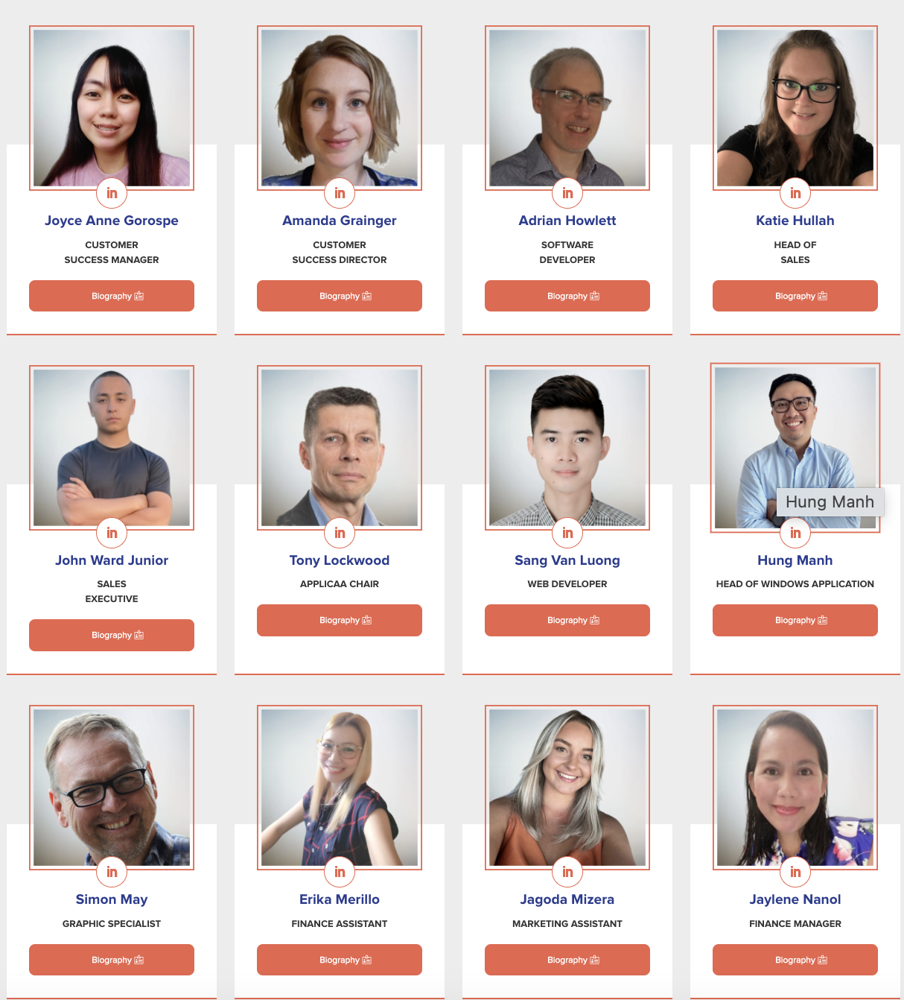 in
in
in
in
Joyce Anne Gorospe
Amanda Grainger
Adrian Howlett
Katie Hullah
CUSTOMER
SUCCESS MANAGER
CUSTOMER
SUCCESS DIRECTOR
SOFTWARE
DEVELOPER
HEAD OF
SALES
Biography
Biography
Biography
Biography
Hung Manh
in
in
in
in
John Ward Junior
Tony Lockwood
Sang Van Luong
Hung Manh
SALES
EXECUTIVE
APPLICAA CHAIR
WEB DEVELOPER
HEAD OF WINDOWS APPLICATION
Biography
Biography
Biography
Biography
in
in
in
in
Simon May
Erika Merillo
Jagoda Mizera
Jaylene Nanol
GRAPHIC SPECIALIST
FINANCE ASSISTANT
MARKETING ASSISTANT
FINANCE MANAGER
Biography
Biography
Biography
Biography